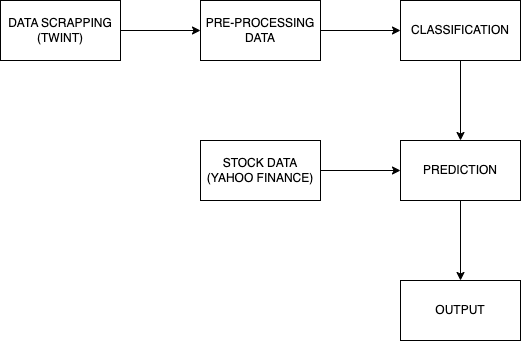 DATA SCRAPPING
(TWINT)
PRE-PROCESSING
DATA
CLASSIFICATION
STOCK DATA
(YAHOO FINANCE)
PREDICTION
OUTPUT